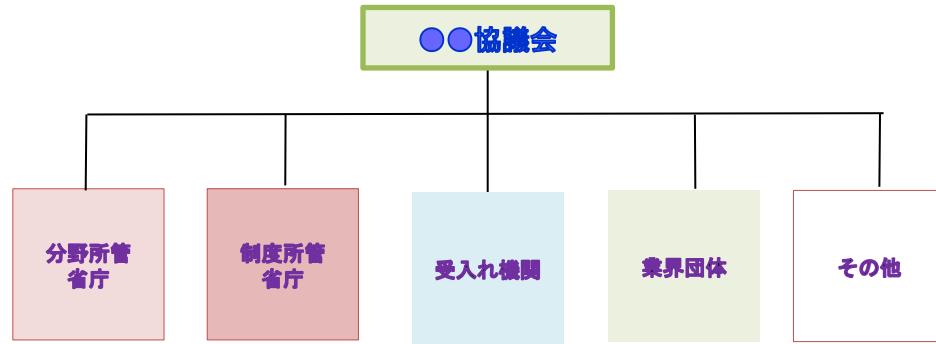 ●●協議会
分野所管
省庁
制度所管
省庁
受入れ機関
業界団体
その他